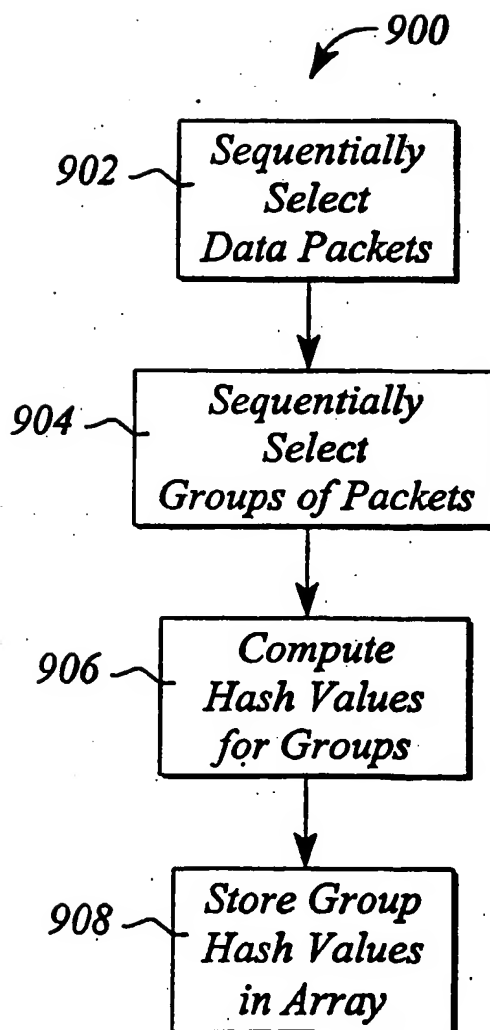 900
902
Sequentially
Select
Data Packets
904
Sequentially
Select
Groups of Packets
906
Compute
Hash Values
for Groups
908
Store Group
Hash Values
in Array